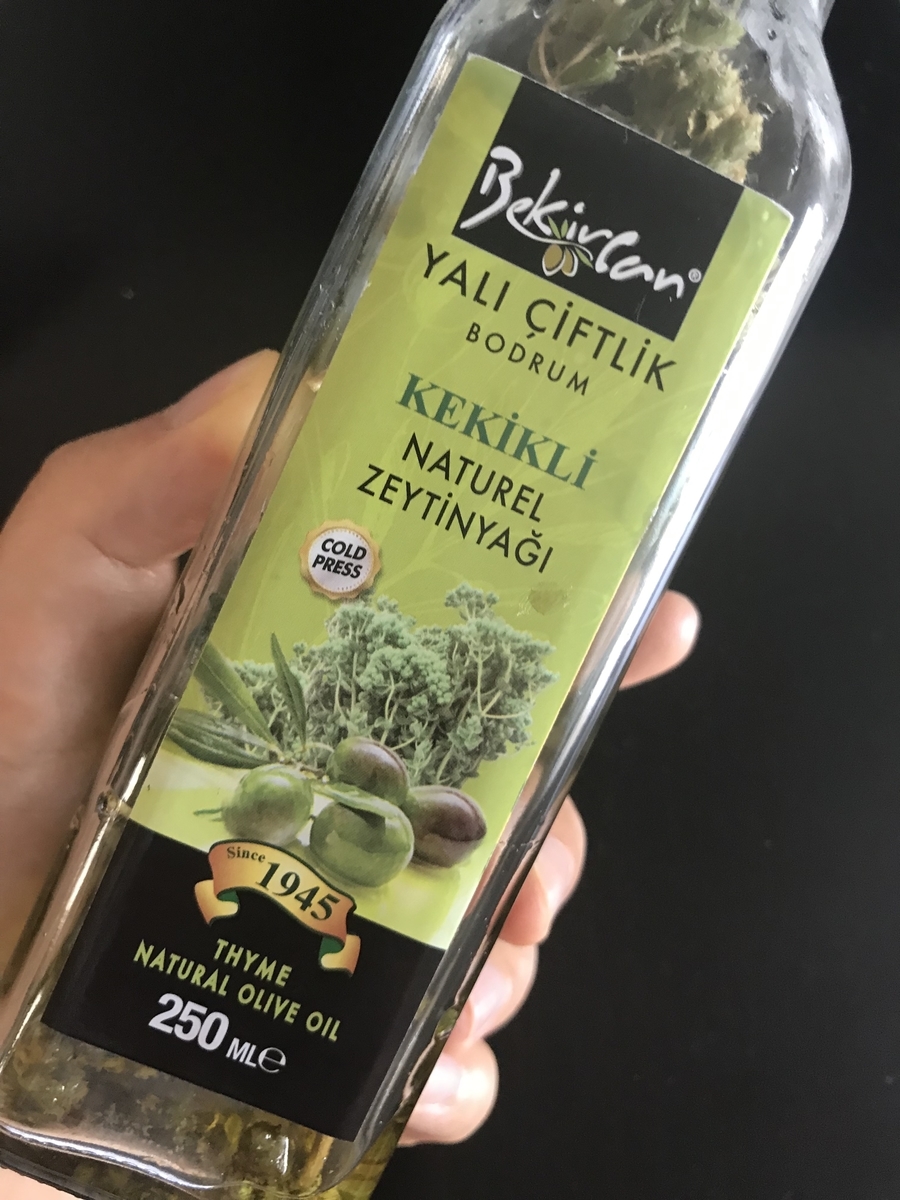 Bekircan®
YALI ÇİFTLİK
BODRUM
KEKİKLİ
NATUREL
ZEYTİNYAĞI
COLD
PRESS
Since
1945
THYME
NATURAL OLIVE OIL
250 ML℮